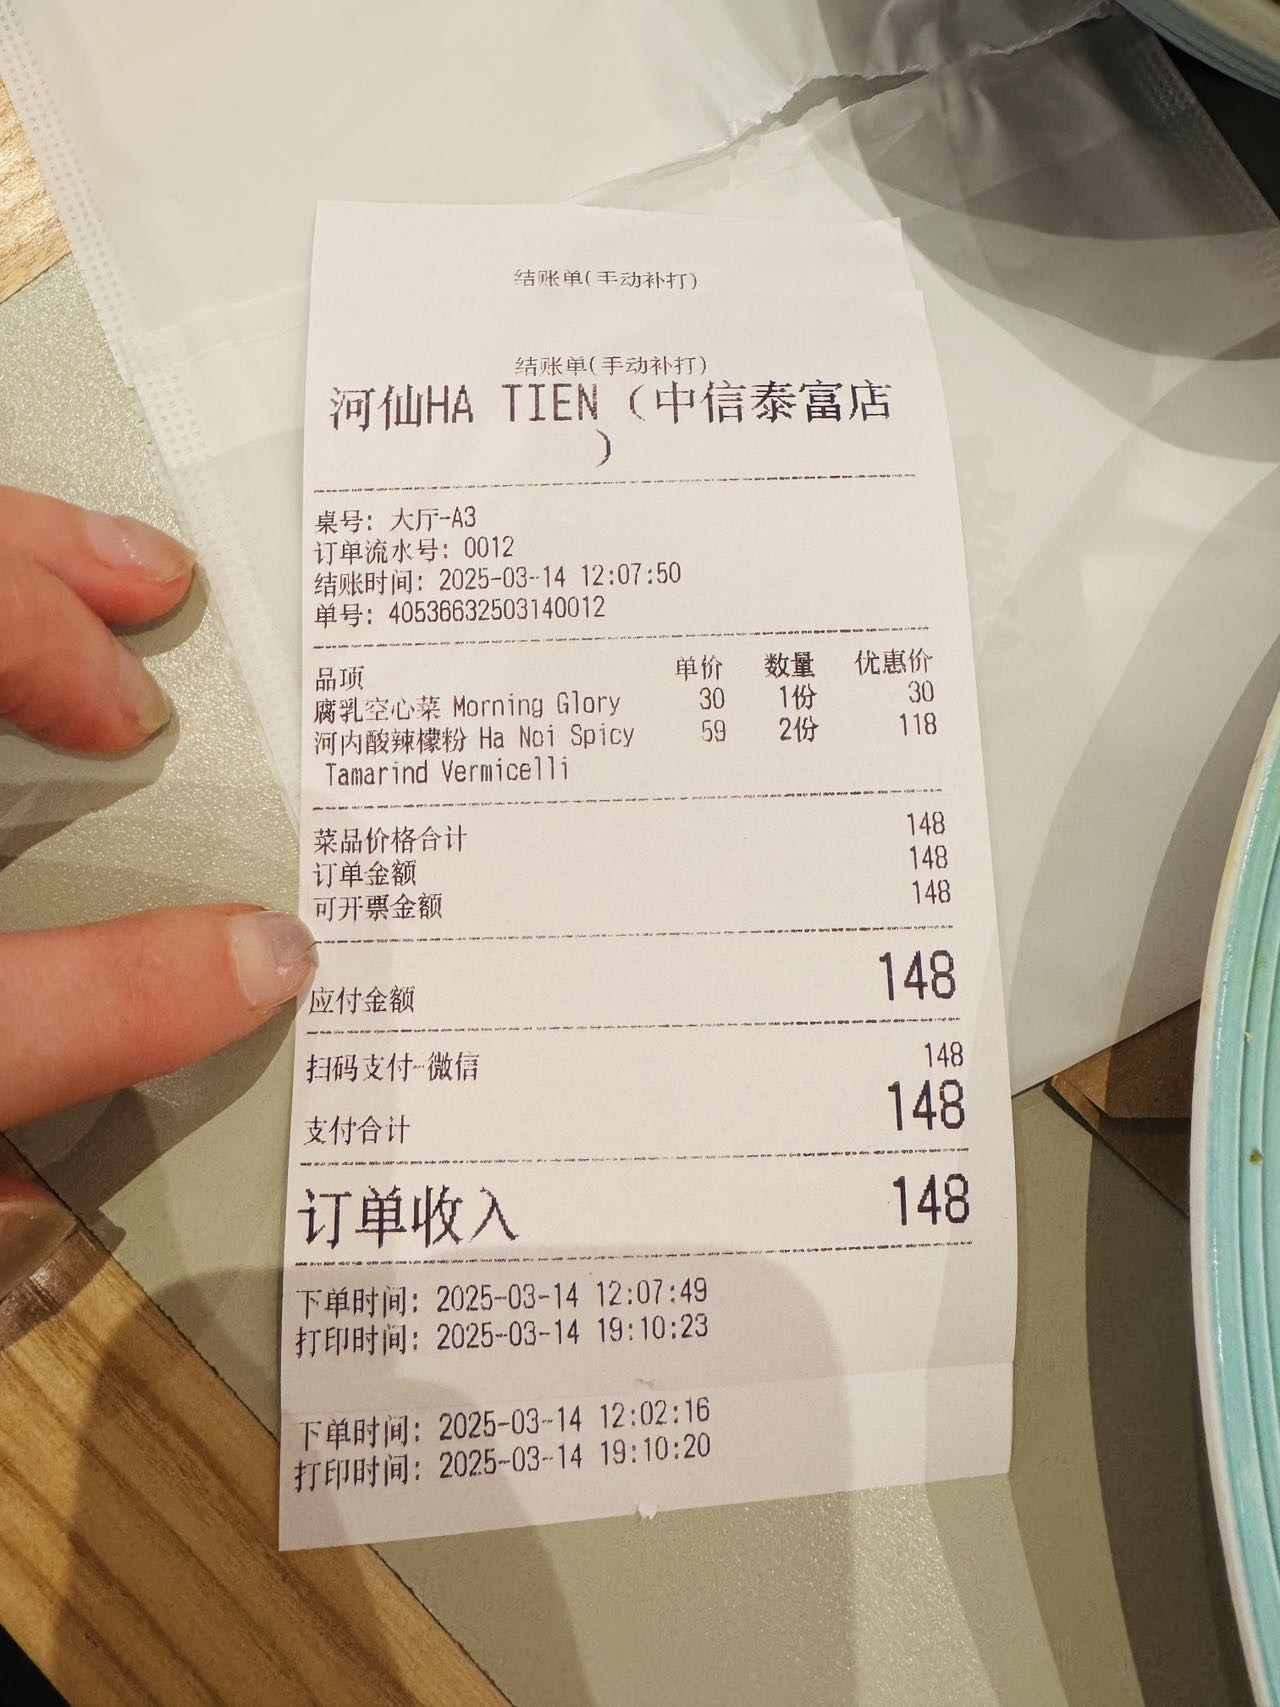 结账单(手动补打)
结账单(手动补打)
河仙HA TIEN（中信泰富店
）
桌号: 大厅-A3
订单流水号: 0012
结账时间: 2025-03-14 12:07:50
单号: 40536632503140012
品项 单价 数量 优惠价
腐乳空心菜 Morning Glory 30 1份 30
河内酸辣檬粉 Ha Noi Spicy 59 2份 118
Tamarind Vermicelli
菜品价格合计 148
订单金额 148
可开票金额 148
应付金额 148
扫码支付-微信 148
支付合计 148
订单收入 148
下单时间: 2025-03-14 12:07:49
打印时间: 2025-03-14 19:10:23
下单时间: 2025-03-14 12:02:16
打印时间: 2025-03-14 19:10:20